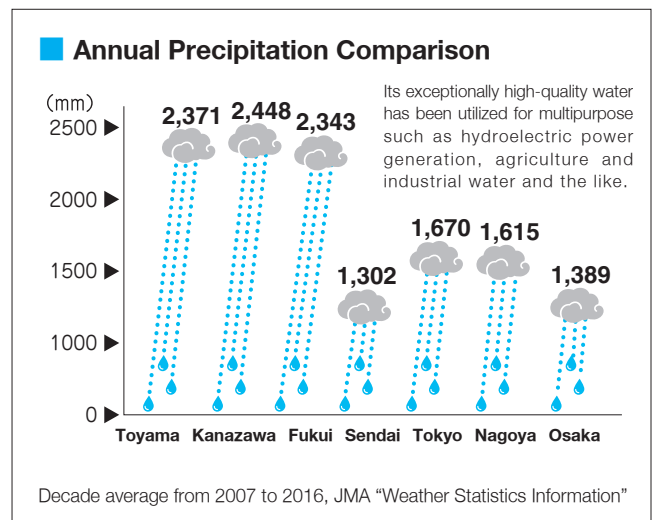 Annual Precipitation Comparison
(mm)
Its exceptionally high-quality water
has been utilized for multipurpose
such as hydroelectric power
generation, agriculture and
industrial water and the like.
2,371 2,448 2,343
1,302 1,670 1,615 1,389
2500
2000
1500
1000
0
Toyama Kanazawa Fukui Sendai Tokyo Nagoya Osaka
Decade average from 2007 to 2016, JMA “Weather Statistics Information”